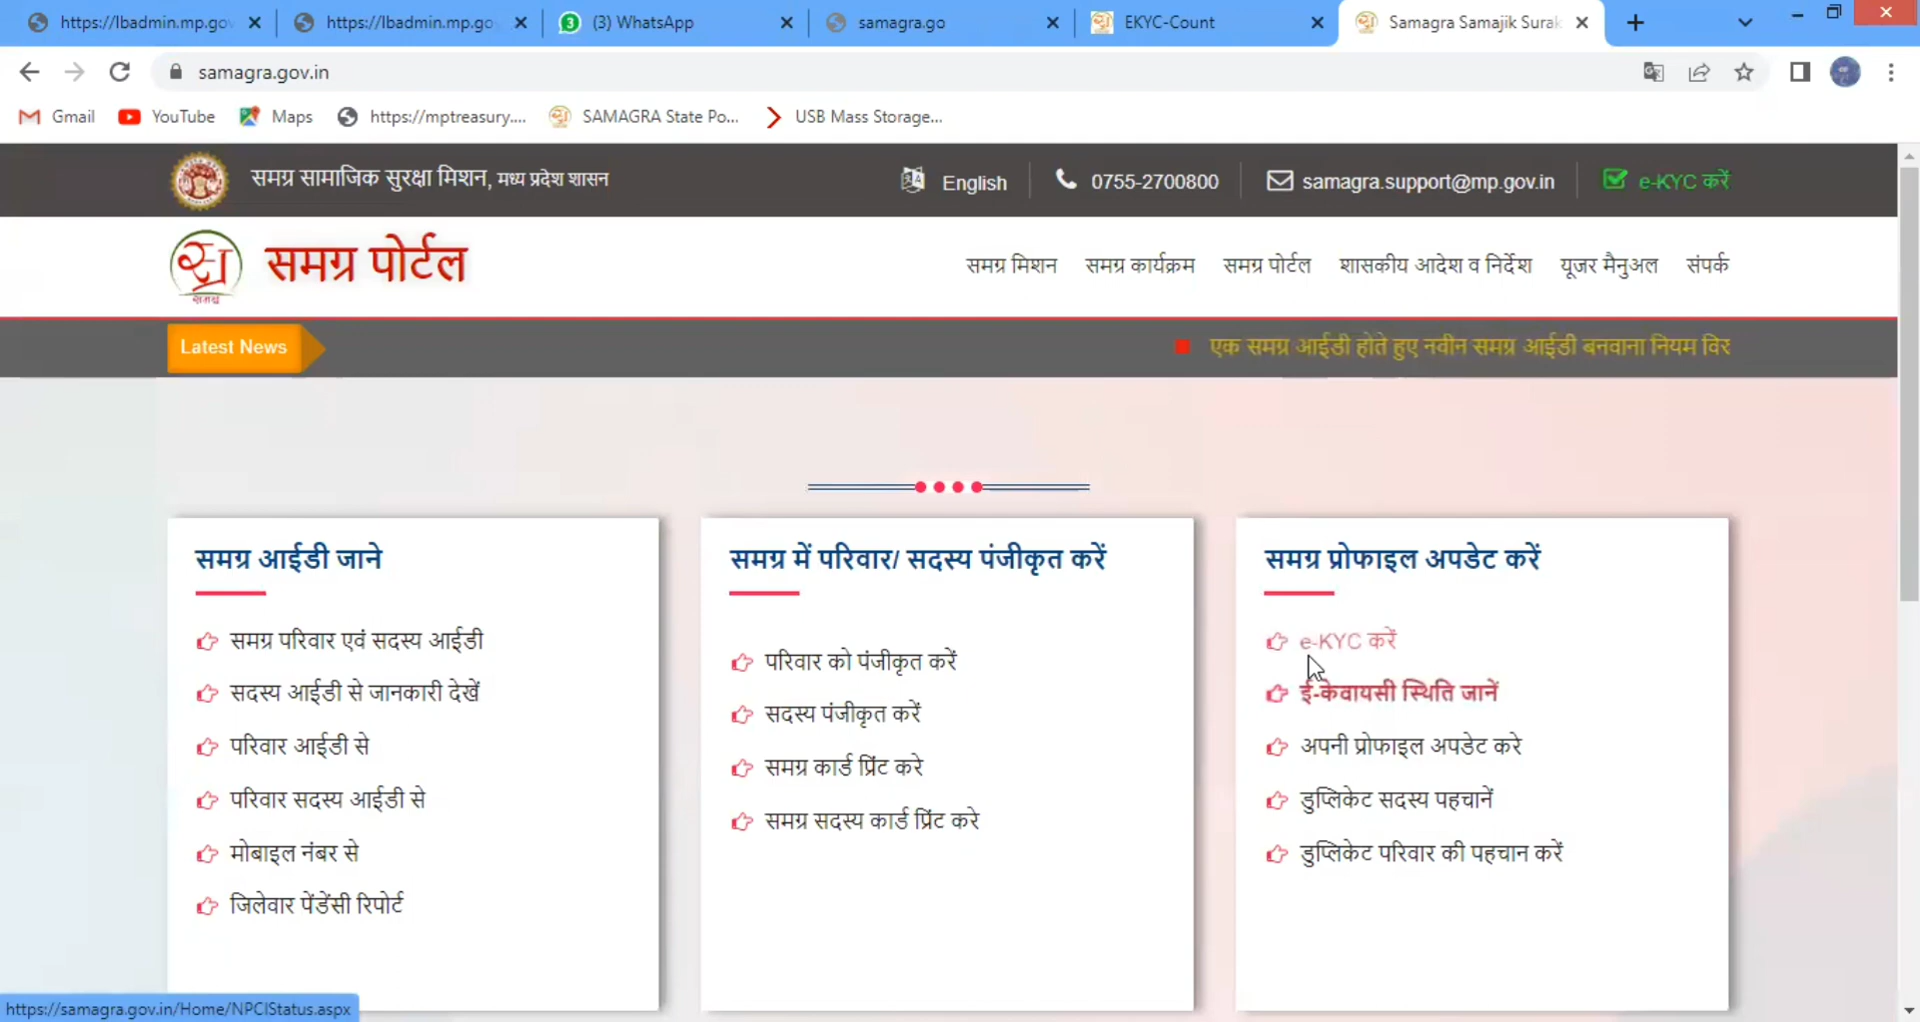 https://lbadmin.mp.gov
https://lbadmin.mp.go
(3) WhatsApp
samagra.go
EKYC-Count
Samagra Samajik Surak
samagra.gov.in
Gmail
YouTube
Maps
https://mptreasury....
SAMAGRA State Po...
USB Mass Storage...
समग्र सामाजिक सुरक्षा मिशन, मध्य प्रदेश शासन
English
0755-2700800
samagra.support@mp.gov.in
e-KYC करें
समग्र
समग्र पोर्टल
समग्र मिशन
समग्र कार्यक्रम
समग्र पोर्टल
शासकीय आदेश व निर्देश
यूजर मैनुअल
संपर्क
Latest News
एक समग्र आईडी होते हुए नवीन समग्र आईडी बनवाना नियम विर
समग्र आईडी जाने
समग्र परिवार एवं सदस्य आईडी
सदस्य आईडी से जानकारी देखें
परिवार आईडी से
परिवार सदस्य आईडी से
मोबाइल नंबर से
जिलेवार पेंडेंसी रिपोर्ट
समग्र में परिवार/ सदस्य पंजीकृत करें
परिवार को पंजीकृत करें
सदस्य पंजीकृत करें
समग्र कार्ड प्रिंट करे
समग्र सदस्य कार्ड प्रिंट करे
समग्र प्रोफाइल अपडेट करें
e-KYC करें
ई-केवायसी स्थिति जानें
अपनी प्रोफाइल अपडेट करे
डुप्लिकेट सदस्य पहचानें
डुप्लिकेट परिवार की पहचान करें
https://samagra.gov.in/Home/NPCIStatus.aspx